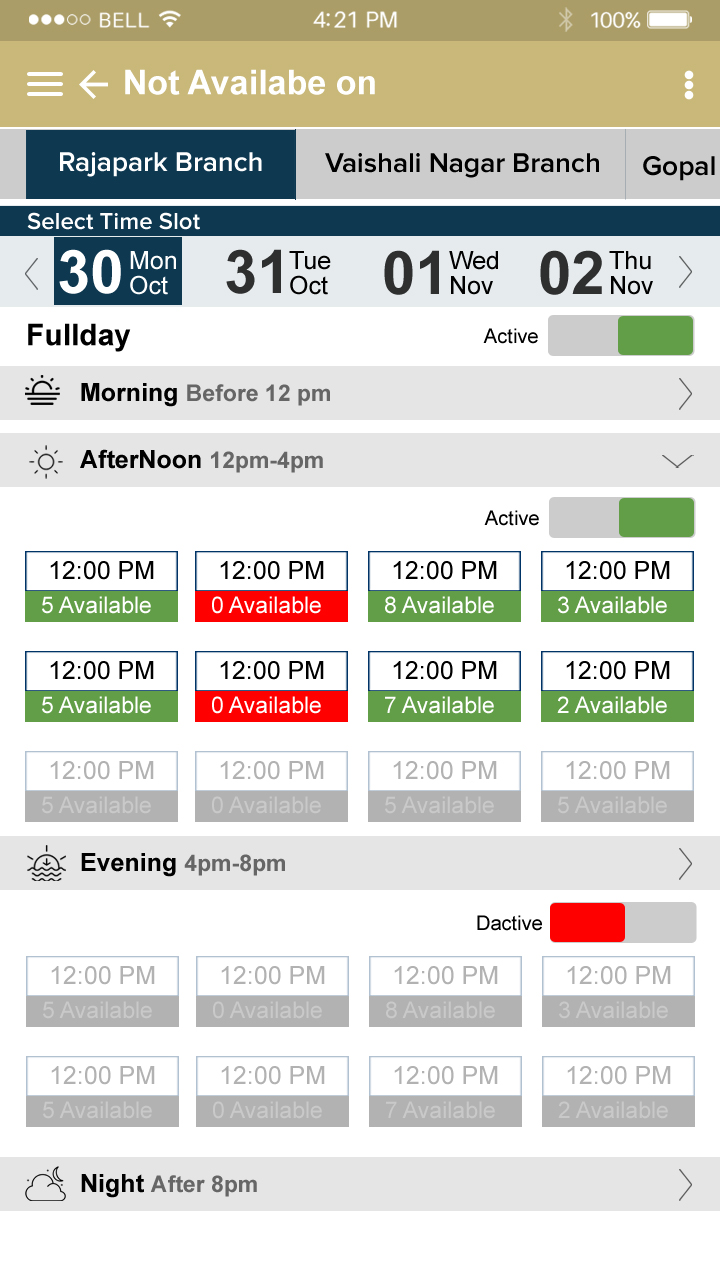 BELL 4:21 PM 100%
Not Availabe on
Rajapark Branch Vaishali Nagar Branch Gopal
Select Time Slot
30 Mon Oct 31 Tue Oct 01 Wed Nov 02 Thu Nov
Fullday Active
Morning Before 12 pm
AfterNoon 12pm-4pm
Active
12:00 PM 12:00 PM 12:00 PM 12:00 PM
5 Available 0 Available 8 Available 3 Available
12:00 PM 12:00 PM 12:00 PM 12:00 PM
5 Available 0 Available 7 Available 2 Available
12:00 PM 12:00 PM 12:00 PM 12:00 PM
5 Available 0 Available 5 Available 5 Available
Evening 4pm-8pm
Dactive
12:00 PM 12:00 PM 12:00 PM 12:00 PM
5 Available 0 Available 8 Available 3 Available
12:00 PM 12:00 PM 12:00 PM 12:00 PM
5 Available 0 Available 7 Available 2 Available
Night After 8pm